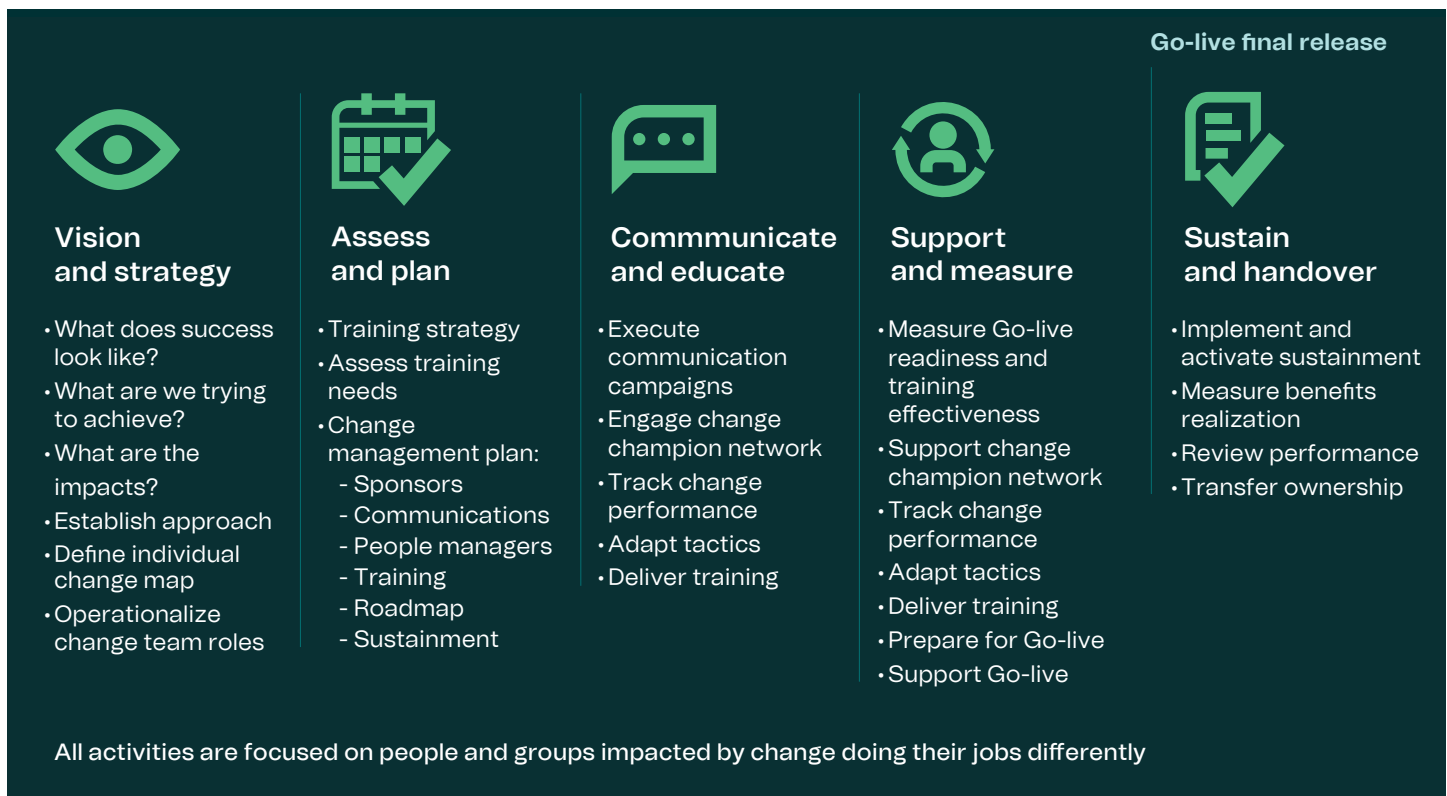 Go-live final release
Vision
and strategy
• What does success
look like?
• What are we trying
to achieve?
• What are the
impacts?
• Establish approach
• Define individual
change map
• Operationalize
change team roles
Assess
and plan
• Training strategy
• Assess training
needs
• Change
management plan:
- Sponsors
- Communications
- People managers
- Training
- Roadmap
- Sustainment
Commmunicate
and educate
• Execute
communication
campaigns
• Engage change
champion network
• Track change
performance
• Adapt tactics
• Deliver training
Support
and measure
• Measure Go-live
readiness and
training
effectiveness
• Support change
champion network
• Track change
performance
• Adapt tactics
• Deliver training
• Prepare for Go-live
• Support Go-live
Sustain
and handover
• Implement and
activate sustainment
• Measure benefits
realization
• Review performance
• Transfer ownership
All activities are focused on people and groups impacted by change doing their jobs differently